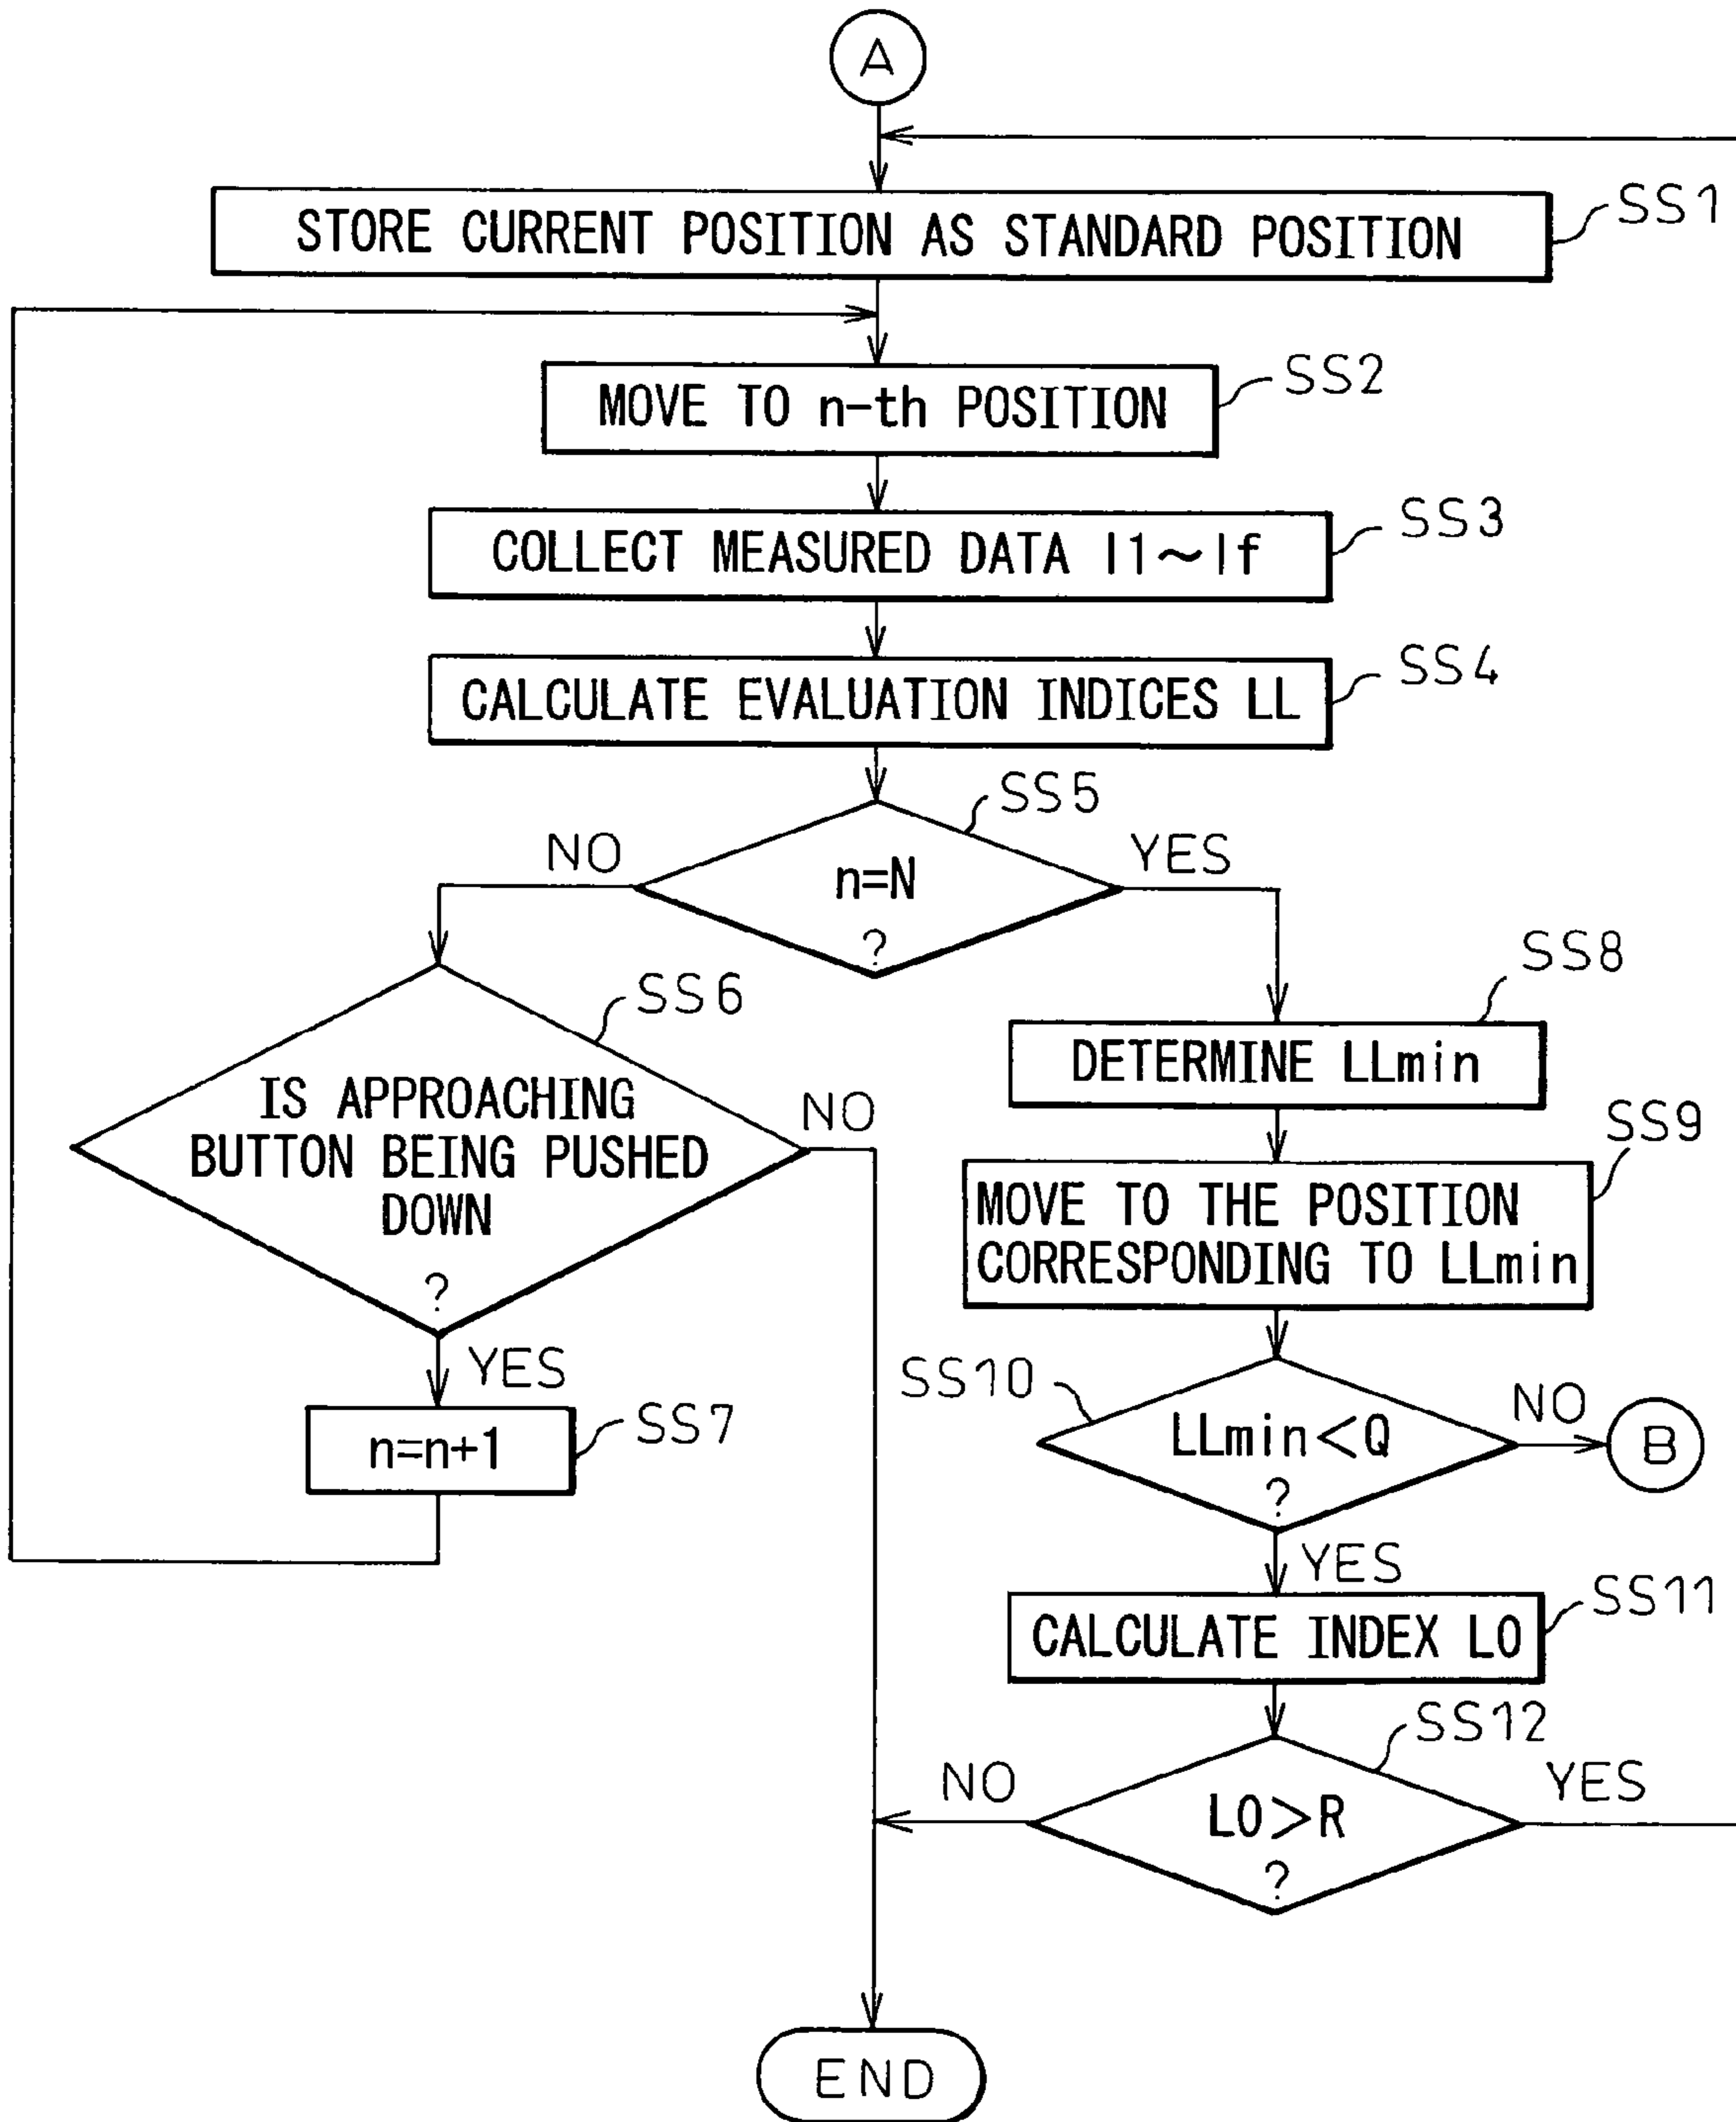 A
STORE CURRENT POSITION AS STANDARD POSITION
SS1
MOVE TO n-th POSITION
SS2
COLLECT MEASURED DATA l1~lf
SS3
CALCULATE EVALUATION INDICES LL
SS4
SS5
NO
YES
n=N
?
SS6
IS APPROACHING
BUTTON BEING PUSHED
DOWN
?
NO
YES
n=n+1
SS7
SS8
DETERMINE LLmin
SS9
MOVE TO THE POSITION
CORRESPONDING TO LLmin
SS10
LLmin<Q
?
NO
B
YES
SS11
CALCULATE INDEX L0
SS12
NO
YES
L0>R
?
END